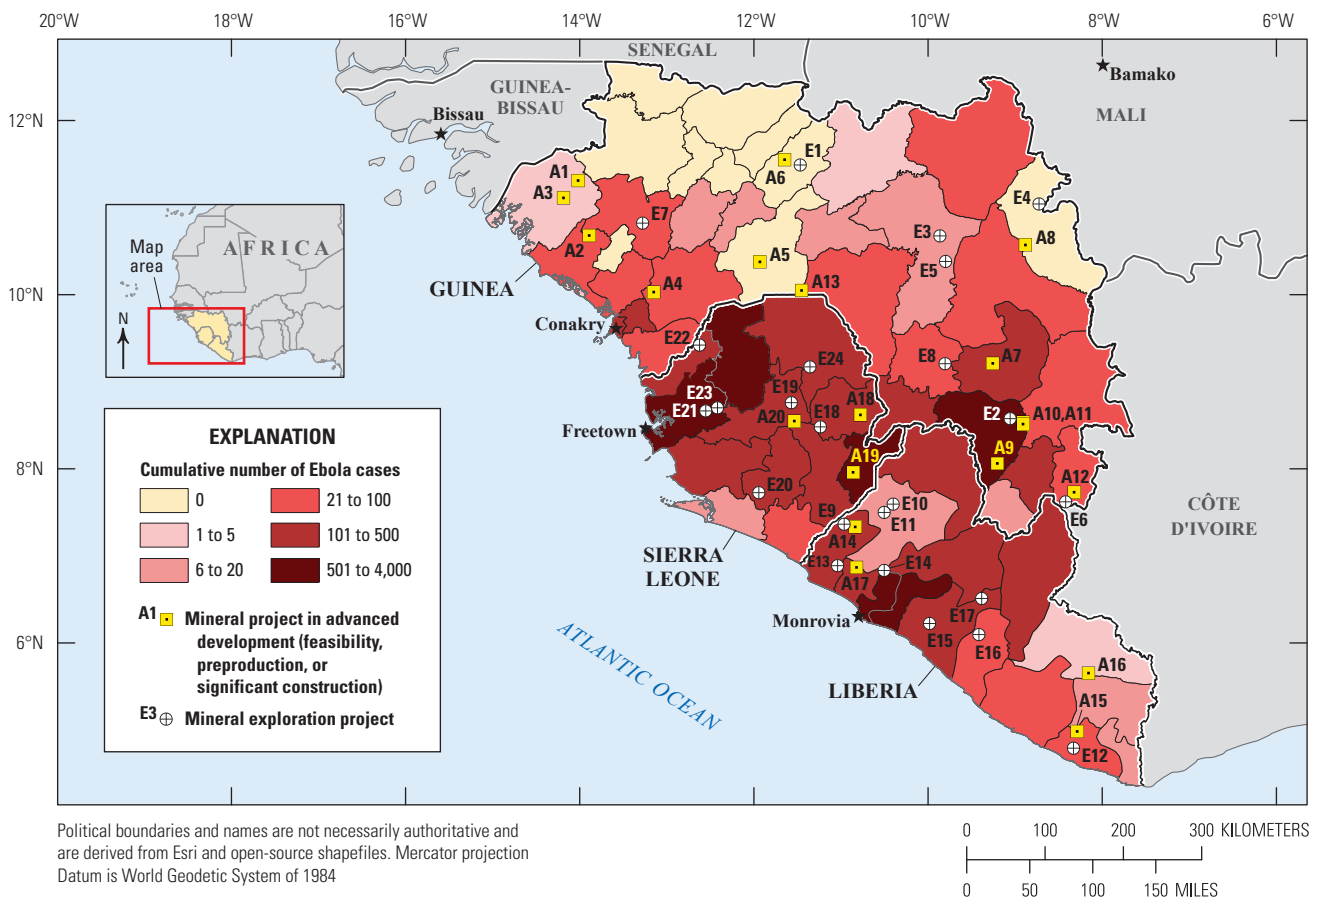 20°W 18°W 16°W 14°W 12°W 10°W 8°W 6°W
12°N
10°N
8°N
6°N
SENEGAL
GUINEA-
BISSAU
Bissau
Bamako
MALI
E1
A6
A1
A3
E4
E7
A2
E3
A8
A5
E5
GUINEA
A4
A13
Conakry
E22
E24
E8
A7
E23
E21
E19
A18
E2
A10,A11
A20
E18
Freetown
A19
A9
E20
A12
E10
E9
E11
E6
CÔTE
D'IVOIRE
A14
SIERRA
LEONE
E13
E14
A17
E17
Monrovia
E15
E16
A16
LIBERIA
A15
E12
ATLANTIC OCEAN
Map
area
AFRICA
N
EXPLANATION
Cumulative number of Ebola cases
0
21 to 100
1 to 5
101 to 500
6 to 20
501 to 4,000
A1 Mineral project in advanced
development (feasibility,
preproduction, or
significant construction)
E3 Mineral exploration project
Political boundaries and names are not necessarily authoritative and
are derived from Esri and open-source shapefiles. Mercator projection
Datum is World Geodetic System of 1984
0 100 200 300 KILOMETERS
0 50 100 150 MILES